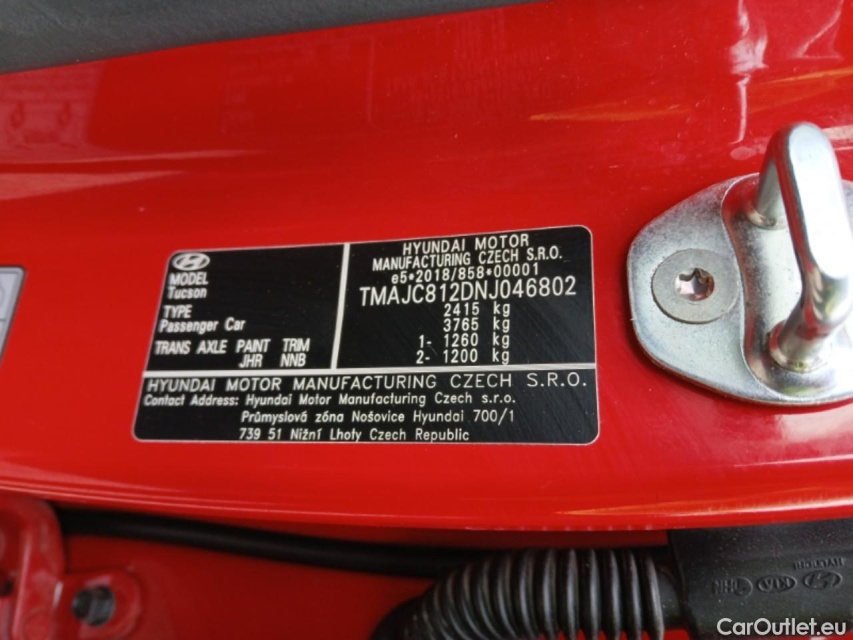 MODEL
Tucson
TYPE
Passenger Car
TRANS AXLE PAINT TRIM
JHR NNB
HYUNDAI MOTOR
MANUFACTURING CZECH S.R.O.
e5*2018/858*00001
TMAJC812DNJ046802
2415 kg
3765 kg
1- 1260 kg
2- 1200 kg
HYUNDAI MOTOR MANUFACTURING CZECH S.R.O.
Contact Address: Hyundai Motor Manufacturing Czech s.r.o.
Průmyslová zóna Nošovice Hyundai 700/1
739 51 Nižní Lhoty Czech Republic
KIA
CarOutlet.eu